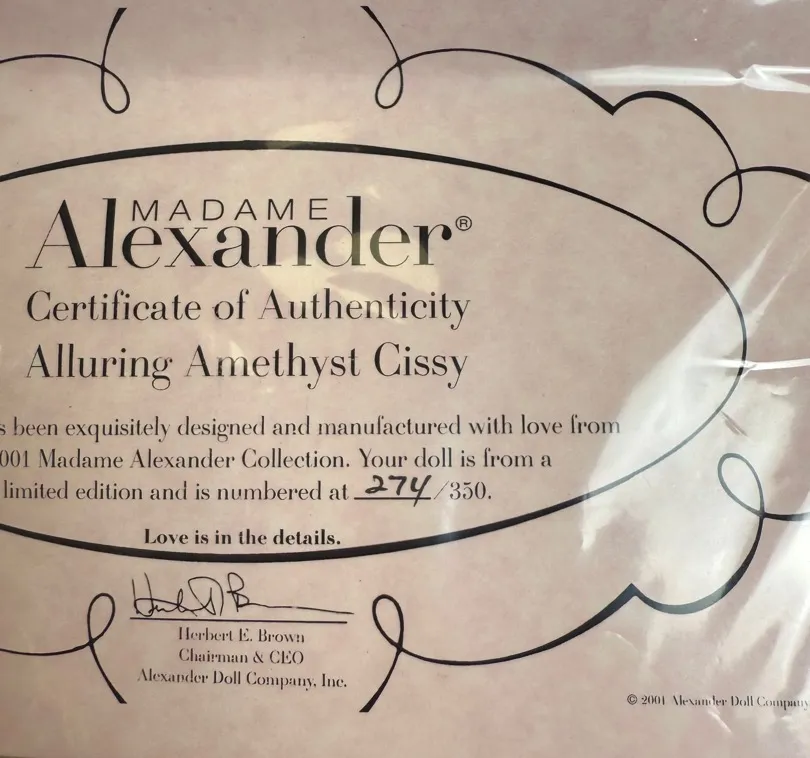 MADAME
Alexander®
Certificate of Authenticity
Alluring Amethyst Cissy
s been exquisitely designed and manufactured with love from
001 Madame Alexander Collection. Your doll is from a
limited edition and is numbered at 274/350.
Love is in the details.
Herbert E. Brown
Chairman & CEO
Alexander Doll Company, Inc.
© 2001 Alexander Doll Company